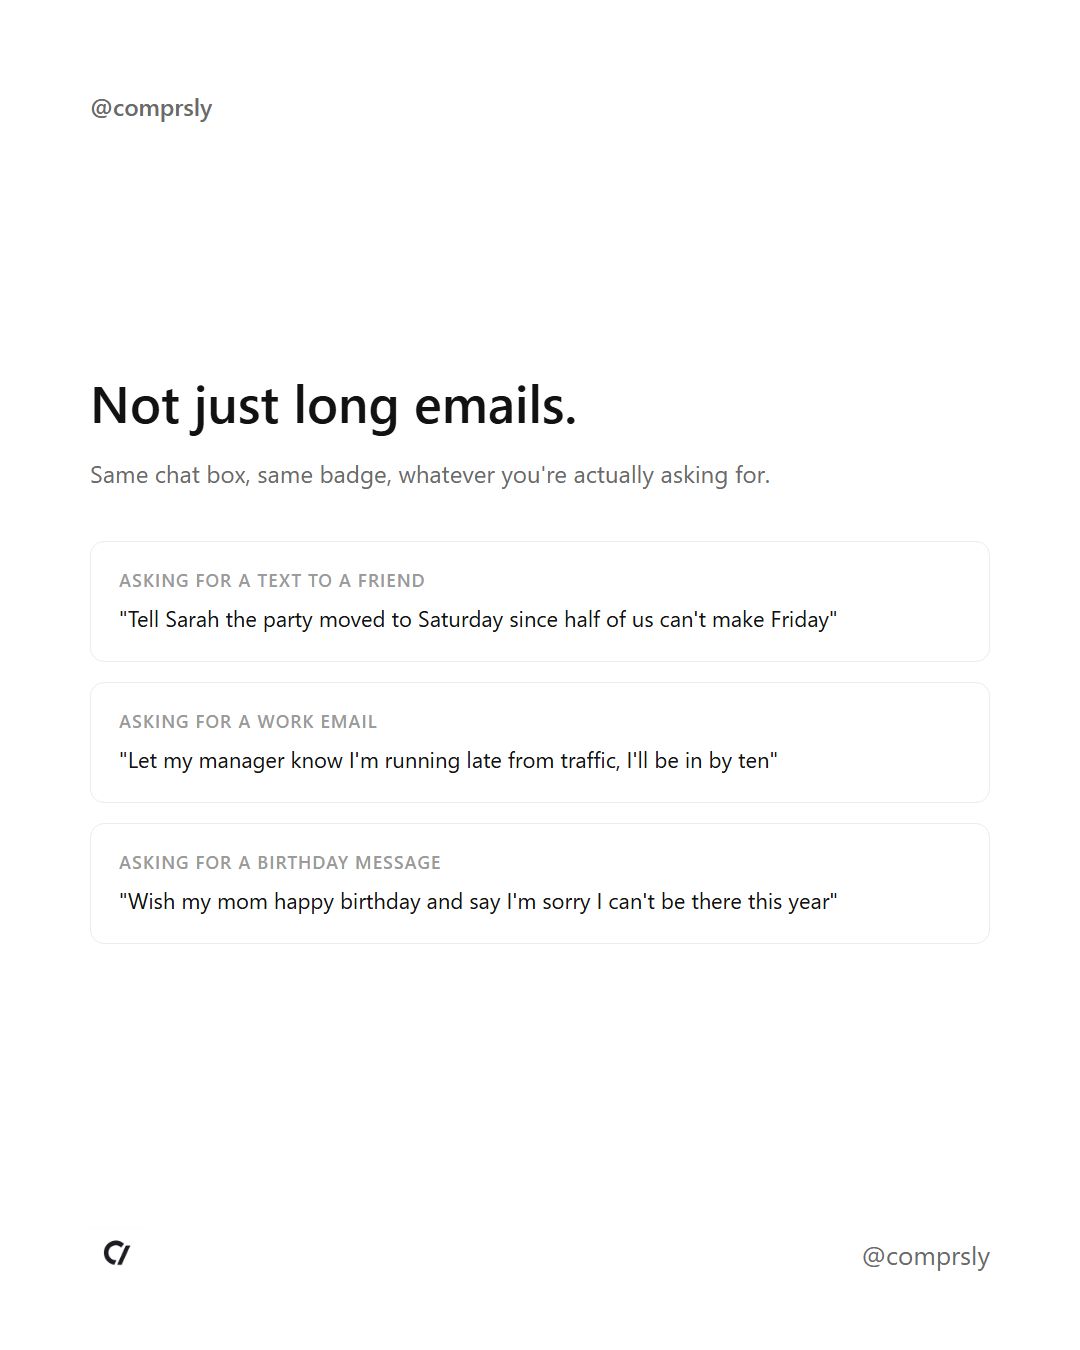 @comprsly
Not just long emails.
Same chat box, same badge, whatever you're actually asking for.
ASKING FOR A TEXT TO A FRIEND
"Tell Sarah the party moved to Saturday since half of us can't make Friday"
ASKING FOR A WORK EMAIL
"Let my manager know I'm running late from traffic, I'll be in by ten"
ASKING FOR A BIRTHDAY MESSAGE
"Wish my mom happy birthday and say I'm sorry I can't be there this year"
@comprsly